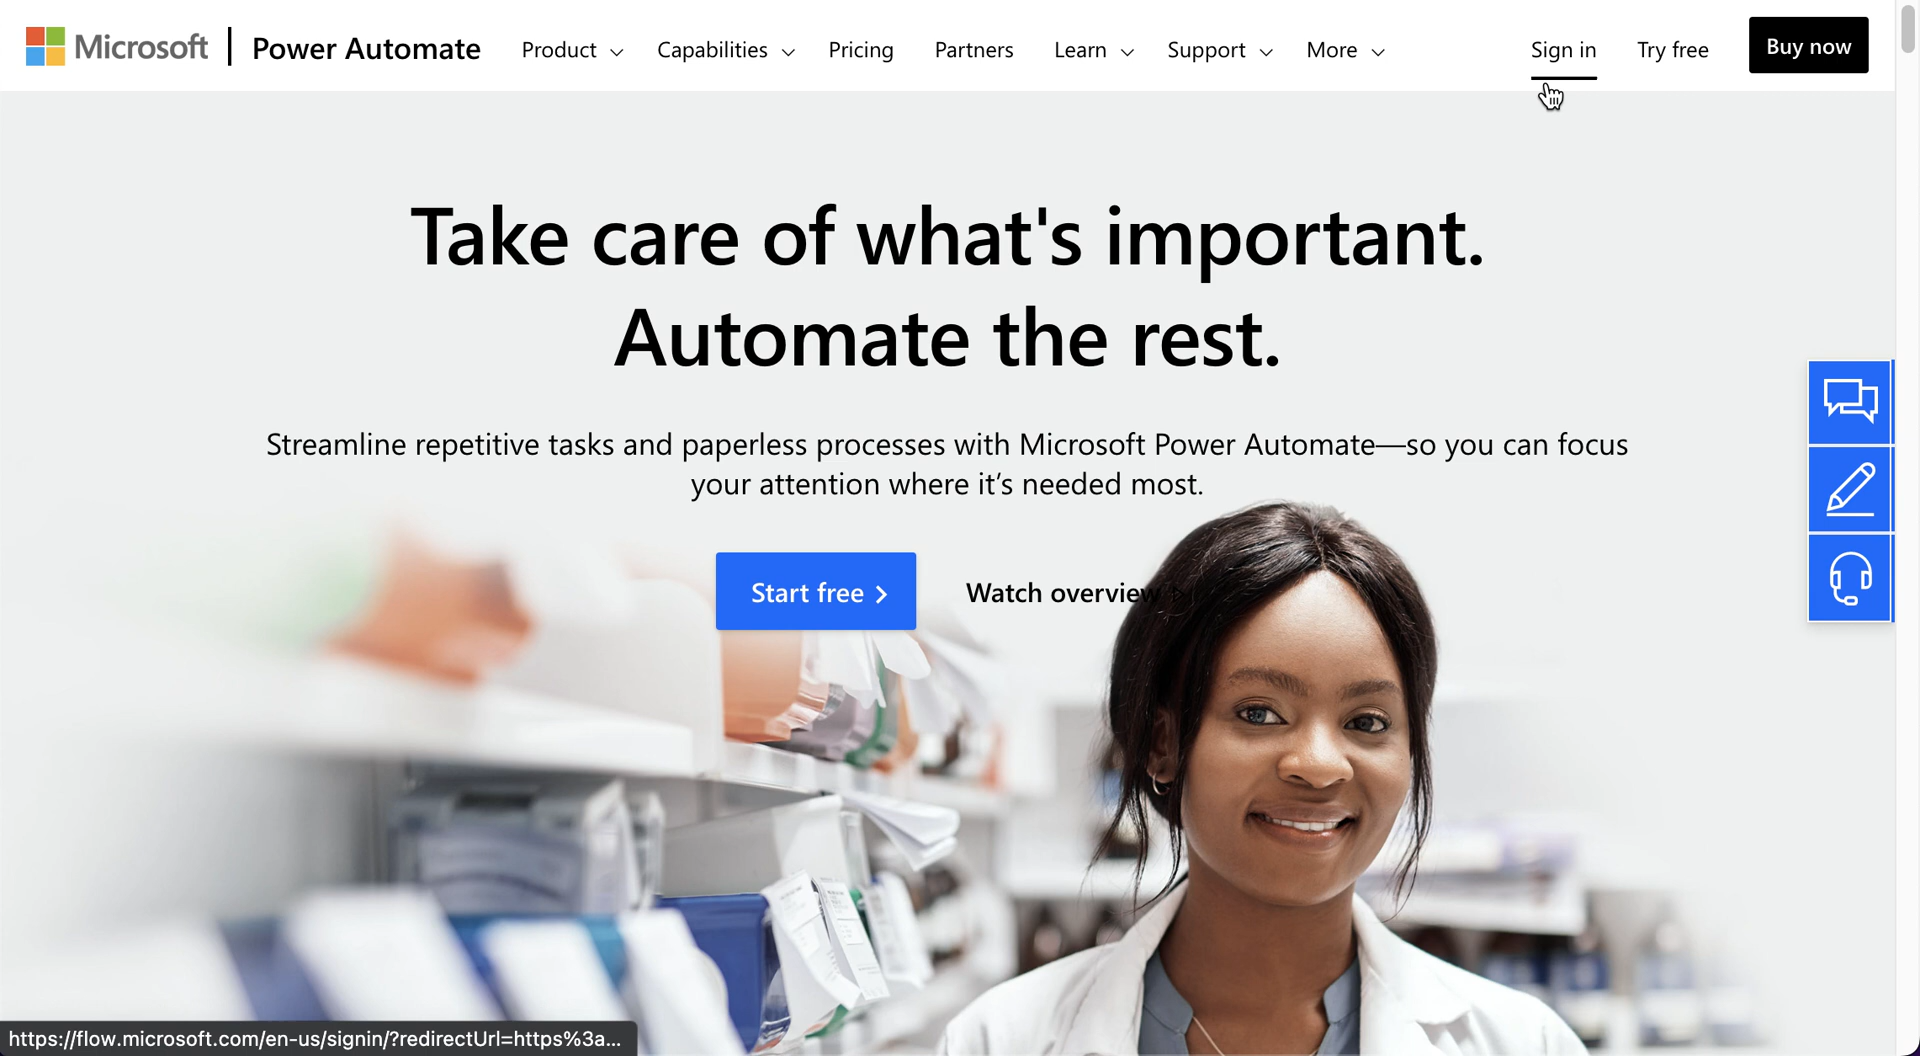 Microsoft | Power Automate Product Capabilities Pricing Partners Learn Support More Sign in Try free Buy now
Take care of what's important.
Automate the rest.
Streamline repetitive tasks and paperless processes with Microsoft Power Automate—so you can focus
your attention where it’s needed most.
Start free Watch overview
https://flow.microsoft.com/en-us/signin/?redirectUrl=https%3a...